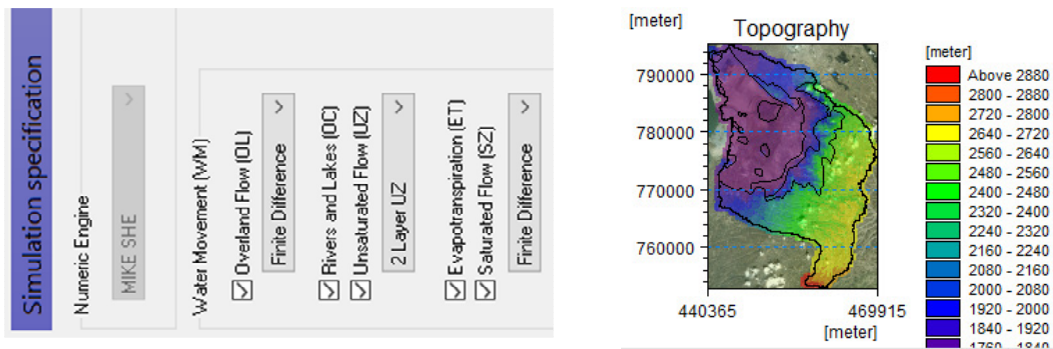 Simulation specification
Numeric Engine
MIKE SHE
Water Movement (WM)
Overland Flow (OL)
Finite Difference
Rivers and Lakes (OC)
Unsaturated Flow (UZ)
2 Layer UZ
Evapotranspiration (ET)
Saturated Flow (SZ)
Finite Difference
[meter]
Topography
790000
780000
770000
760000
440365
469915
[meter]
[meter]
Above 2880
2800 - 2880
2720 - 2800
2640 - 2720
2560 - 2640
2480 - 2560
2400 - 2480
2320 - 2400
2240 - 2320
2160 - 2240
2080 - 2160
2000 - 2080
1920 - 2000
1840 - 1920
1760 - 1840